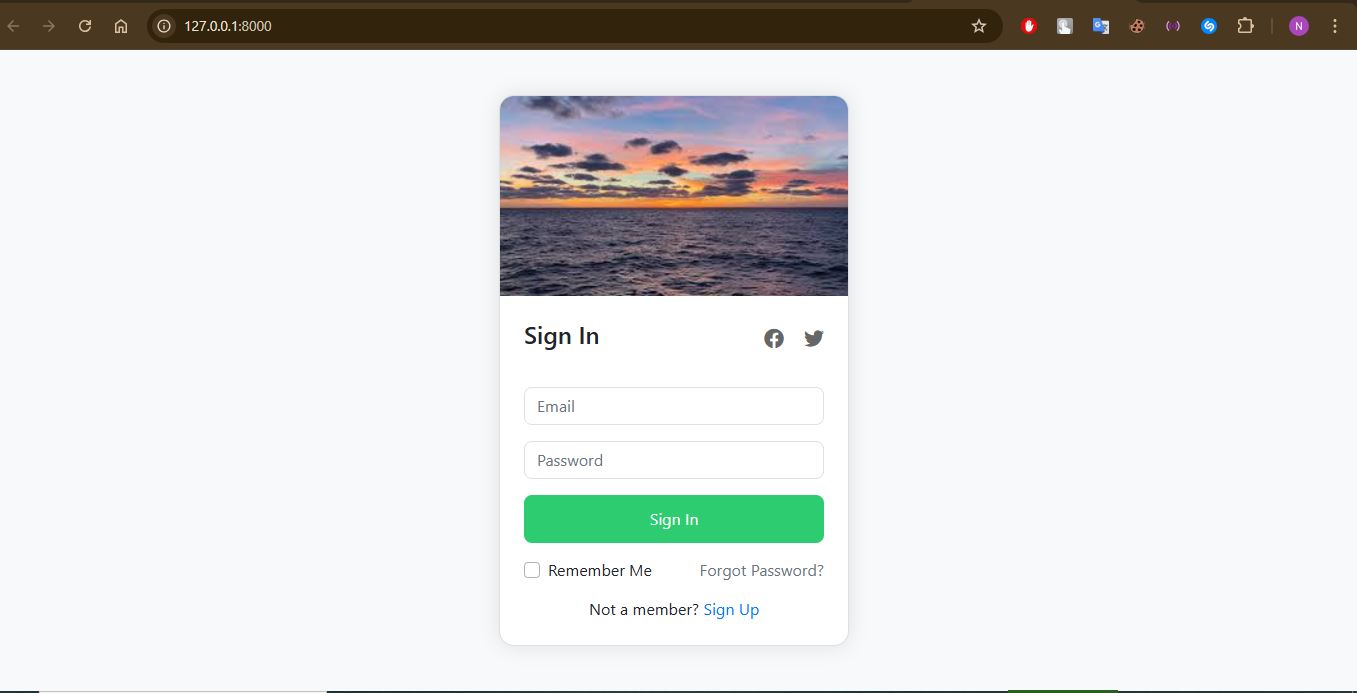 127.0.0.1:8000
N
Sign In
Email
Password
Sign In
Remember Me Forgot Password?
Not a member? Sign Up